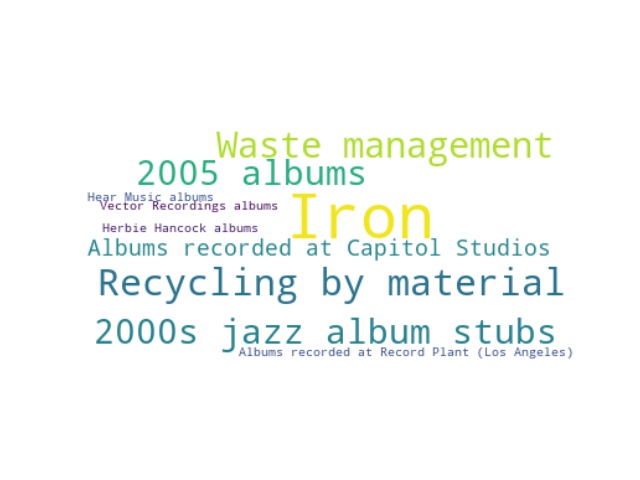 Waste management
2005 albums
Hear Music albums
Vector Recordings albums
Iron
Herbie Hancock albums
Albums recorded at Capitol Studios
Recycling by material
2000s jazz album stubs
Albums recorded at Record Plant (Los Angeles)